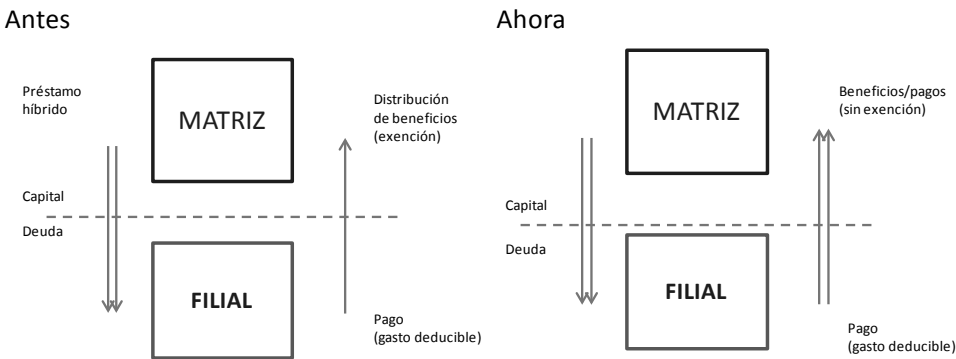 Antes
Préstamo
híbrido
MATRIZ
Distribución
de beneficios
(exención)
Capital
Deuda
FILIAL
Pago
(gasto deducible)
Ahora
MATRIZ
Beneficios/pagos
(sin exención)
Capital
Deuda
FILIAL
Pago
(gasto deducible)